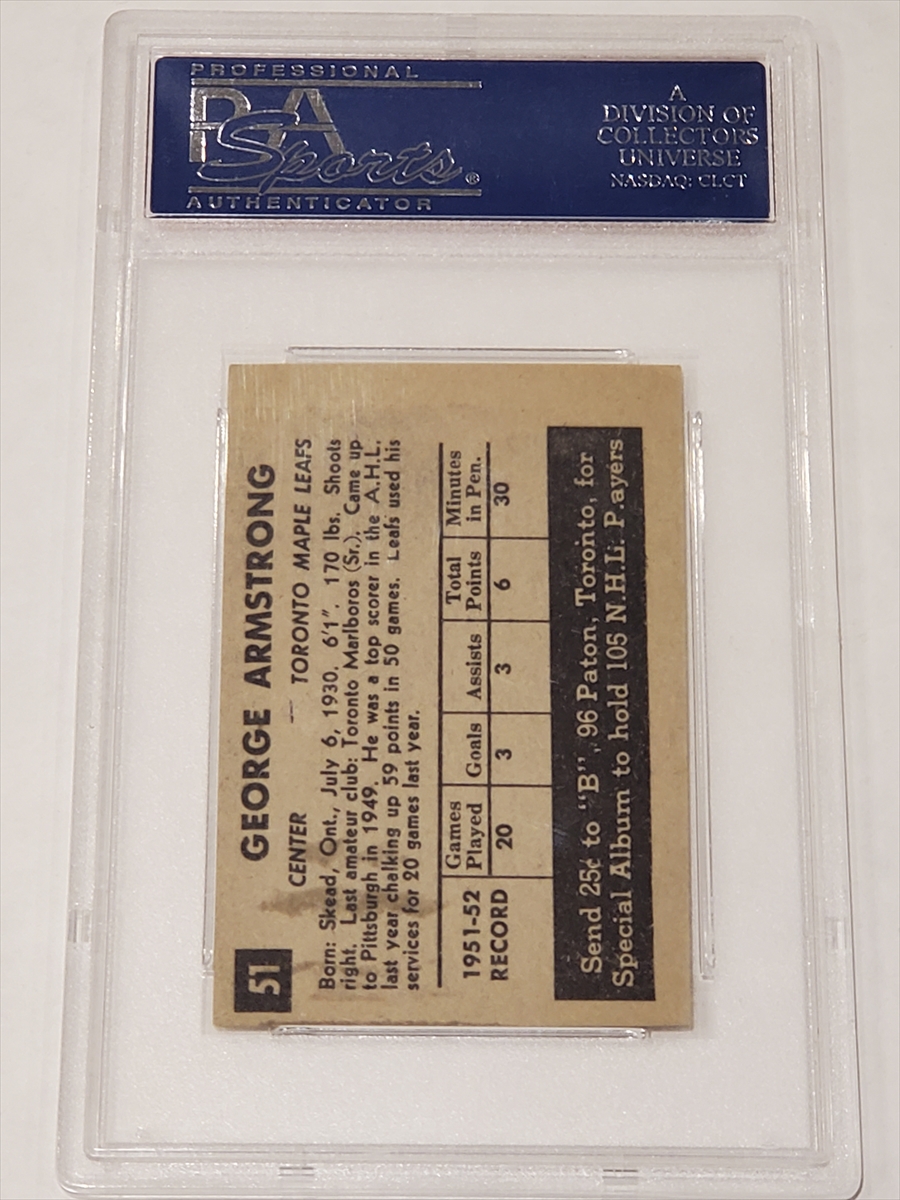 PROFESSIONAL
PSA
Sports®
AUTHENTICATOR
A
DIVISION OF
COLLECTORS
UNIVERSE
NASDAQ: CLCT
51
GEORGE ARMSTRONG
CENTER — TORONTO MAPLE LEAFS
Born: Skead, Ont., July 6, 1930. 6'1". 170 lbs. Shoots
right. Last amateur club: Toronto Marlboros (Sr.). Came up
to Pittsburgh in 1949. He was a top scorer in the A.H.L.
last year chalking up 59 points in 50 games. Leafs used his
services for 20 games last year.
1951-52 RECORD
Games Played Goals Assists Total Points Minutes in Pen.
20 3 3 6 30
Send 25¢ to "B", 96 Paton, Toronto, for
Special Album to hold 105 N.H.L. Players